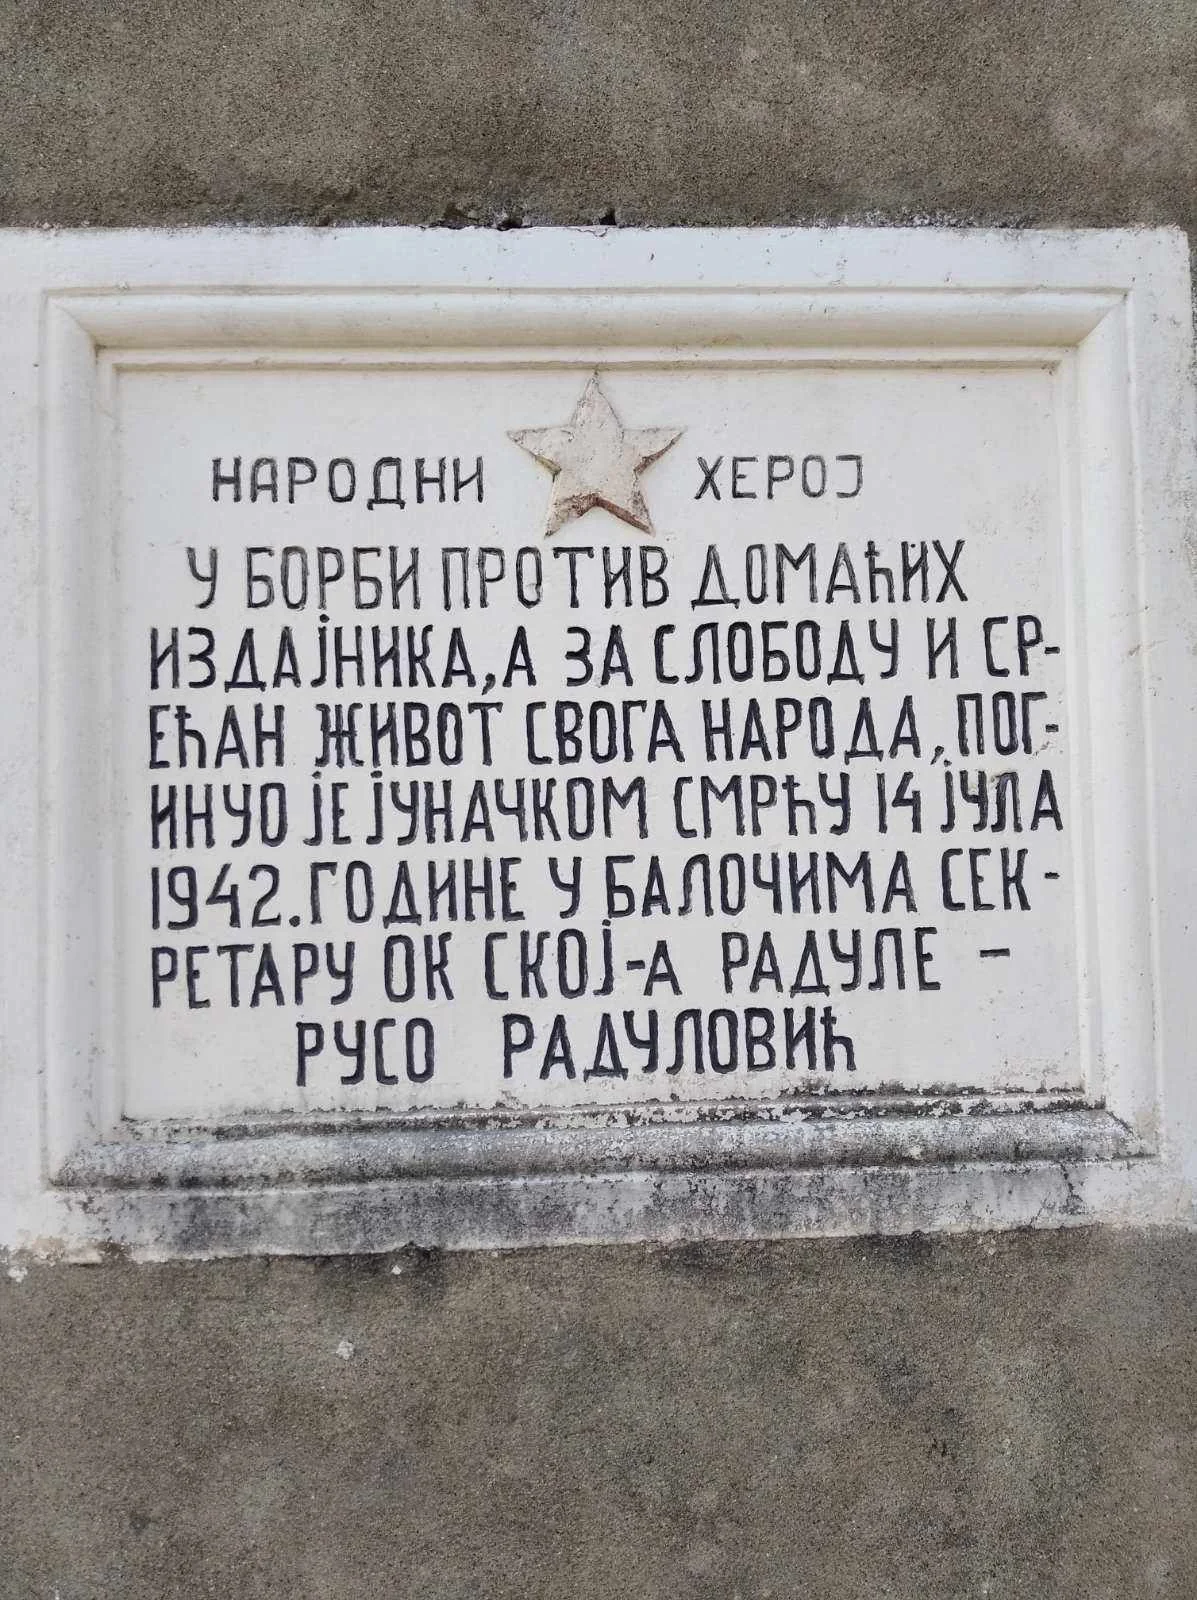 НАРОДНИ ХЕРОЈ
У БОРБИ ПРОТИВ ДОМАЋИХ
ИЗДАЈНИКА, А ЗА СЛОБОДУ И СР-
ЕЋАН ЖИВОТ СВОГА НАРОДА, ПОГ-
ИНУО ЈЕ ЈУНАЧКОМ СМРЋУ 14 ЈУЛА
1942. ГОДИНЕ У БАЛОЧИМА СЕК-
РЕТАРУ ОК СКОЈ-А РАДУЛЕ –
РУСО РАДУЛОВИЋ